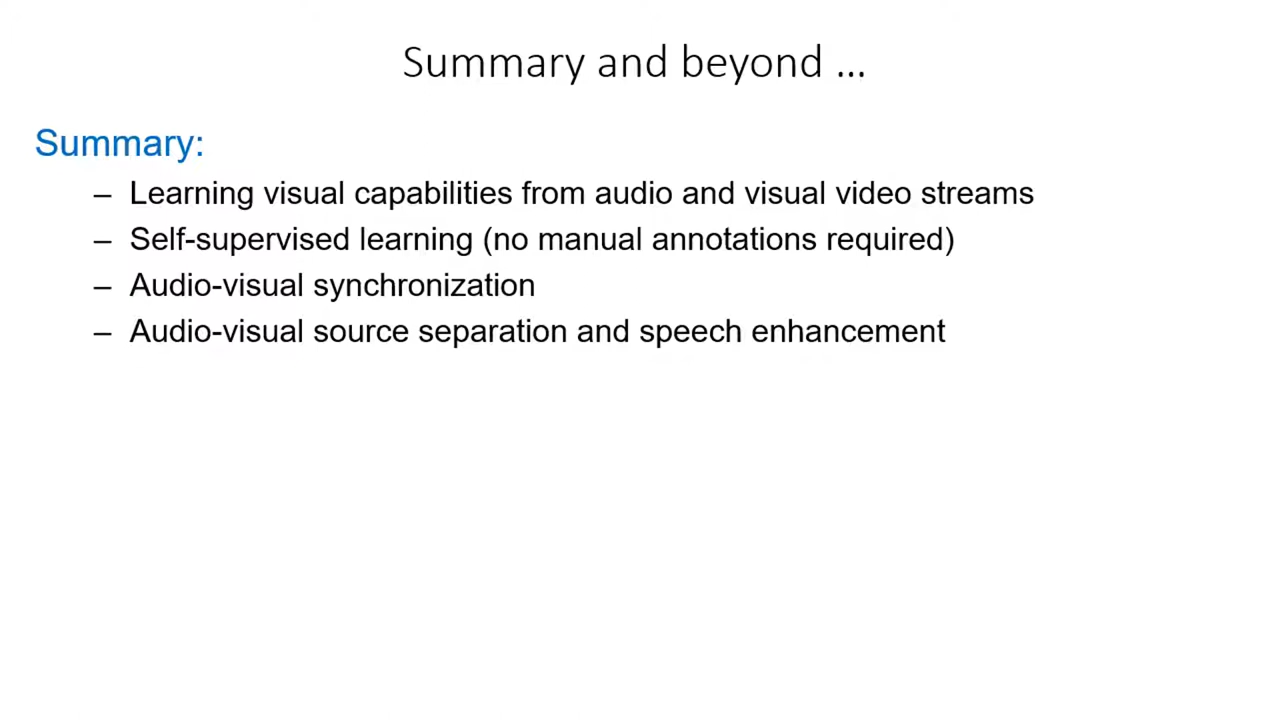 Summary and beyond ...
Summary:
– Learning visual capabilities from audio and visual video streams
– Self-supervised learning (no manual annotations required)
– Audio-visual synchronization
– Audio-visual source separation and speech enhancement